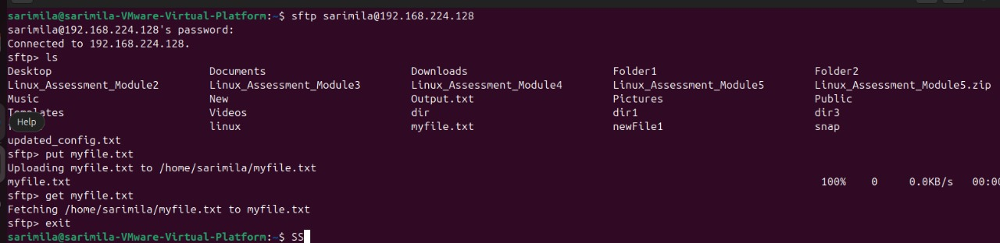 sarimila@sarimila-VMware-Virtual-Platform:~$ sftp sarimila@192.168.224.128
sarimila@192.168.224.128's password:
Connected to 192.168.224.128.
sftp> ls
Desktop Documents Downloads Folder1 Folder2
Linux_Assessment_Module2 Linux_Assessment_Module3 Linux_Assessment_Module4 Linux_Assessment_Module5 Linux_Assessment_Module5.zip
Music New Output.txt Pictures Public
Videos dir dir1 dir3
Help linux myfile.txt newFile1 snap
updated_config.txt
sftp> put myfile.txt
Uploading myfile.txt to /home/sarimila/myfile.txt
myfile.txt 100% 0 0.0KB/s 00:00
sftp> get myfile.txt
Fetching /home/sarimila/myfile.txt to myfile.txt
sftp> exit
sarimila@sarimila-VMware-Virtual-Platform:~$ SS